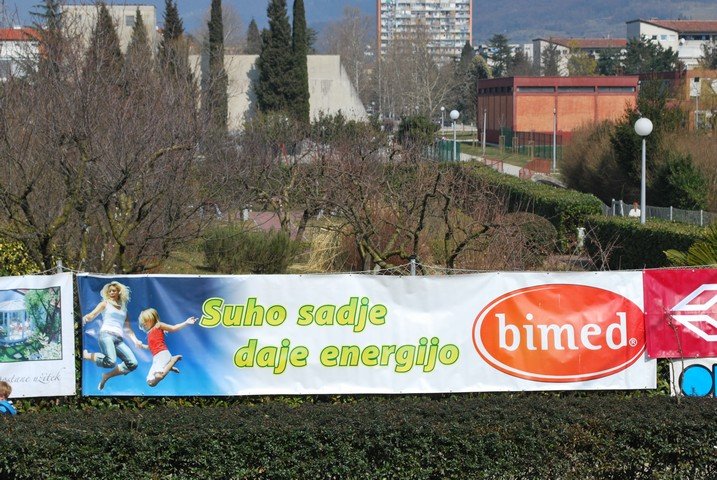 Suho sadje
daje energijo
bimed®